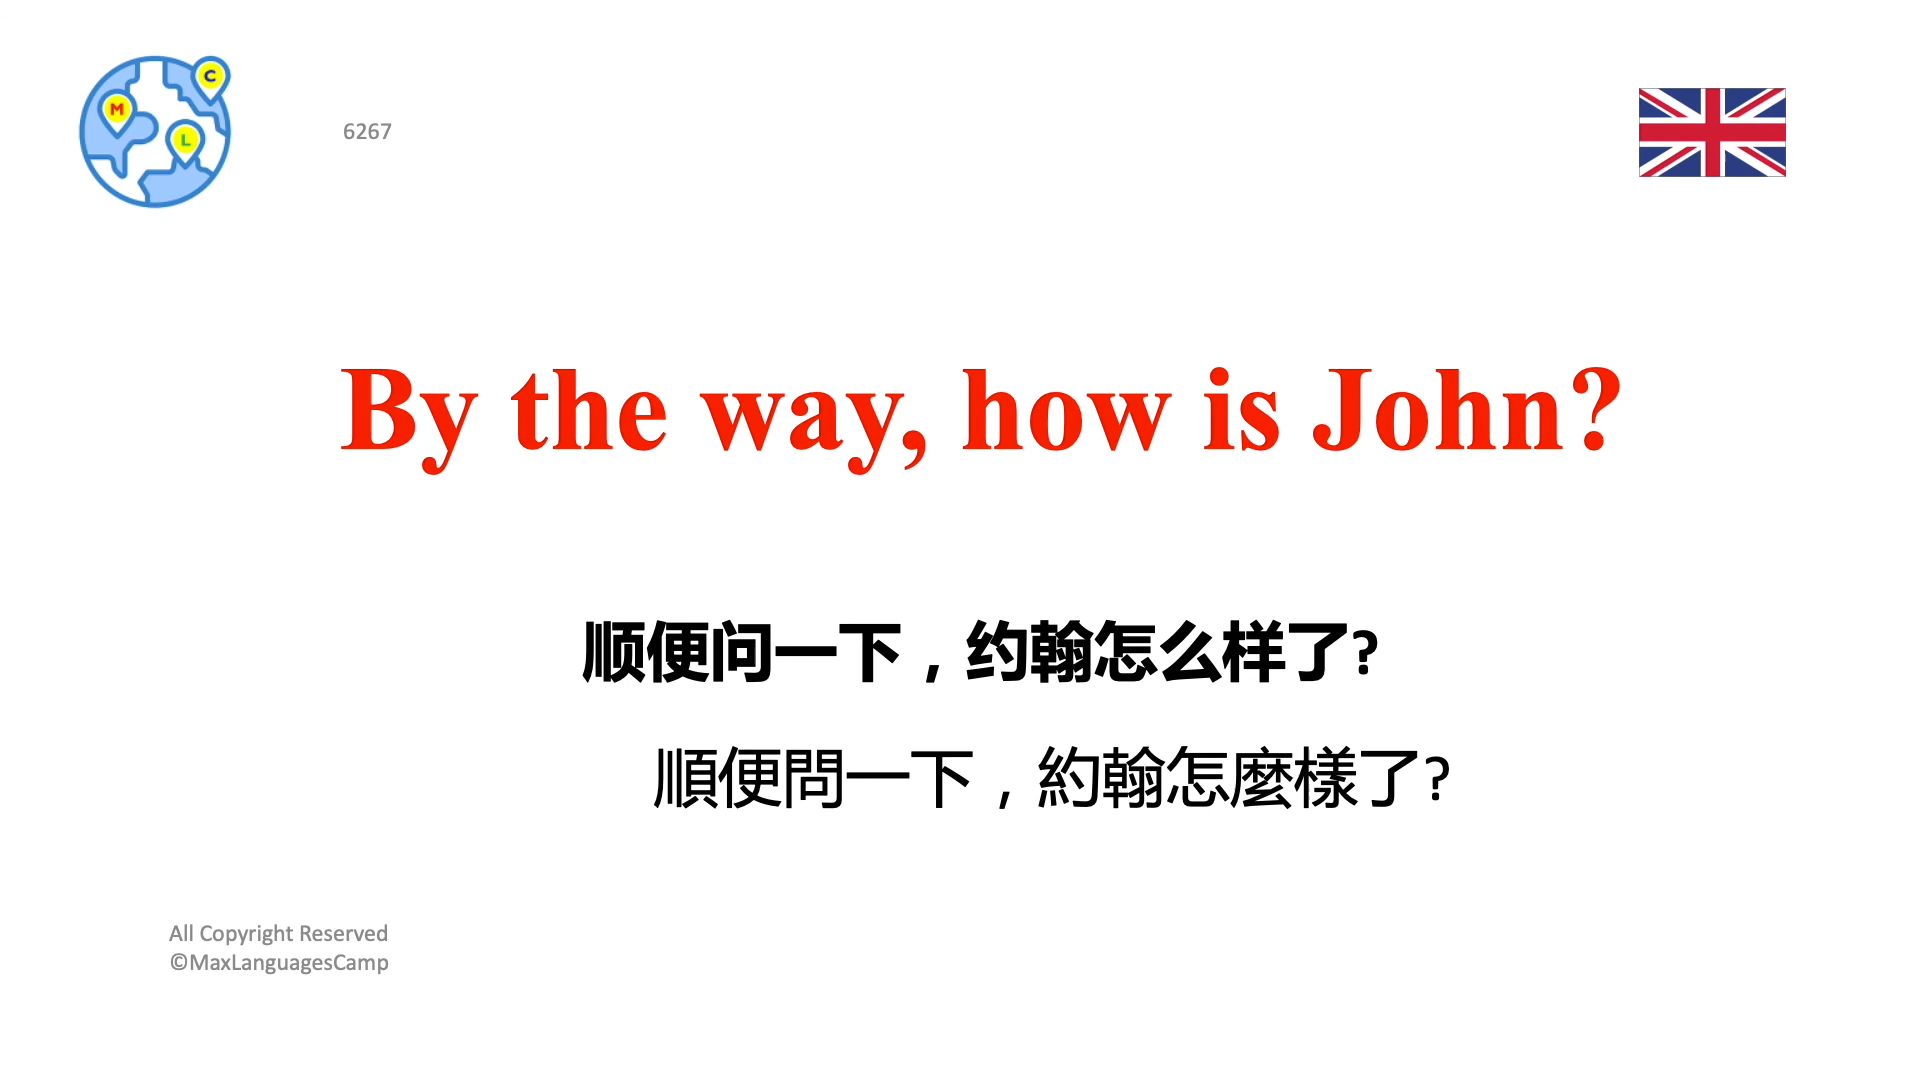 C
M
L
6267
By the way, how is John?
顺便问一下，约翰怎么样了?
順便問一下，約翰怎麼樣了?
All Copyright Reserved
©MaxLanguagesCamp